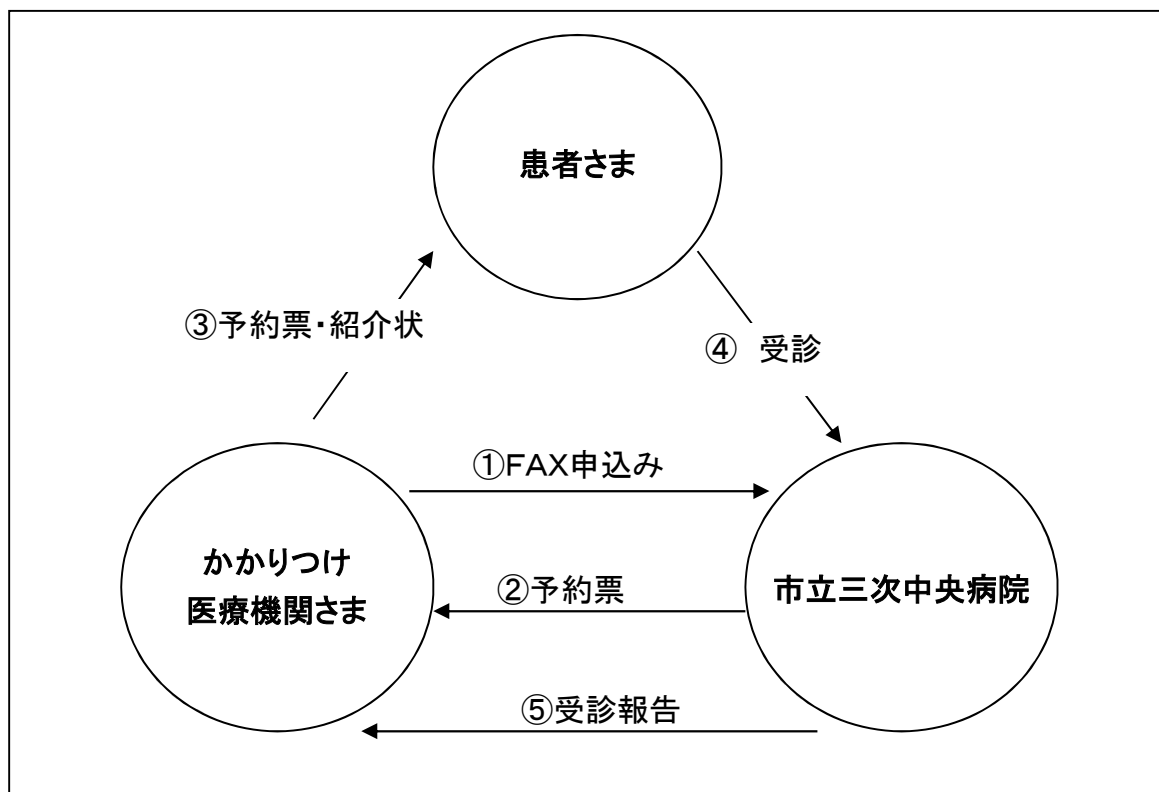 患者さま
③予約票・紹介状
④　受診
①FAX申込み
かかりつけ
医療機関さま
②予約票
市立三次中央病院
⑤受診報告